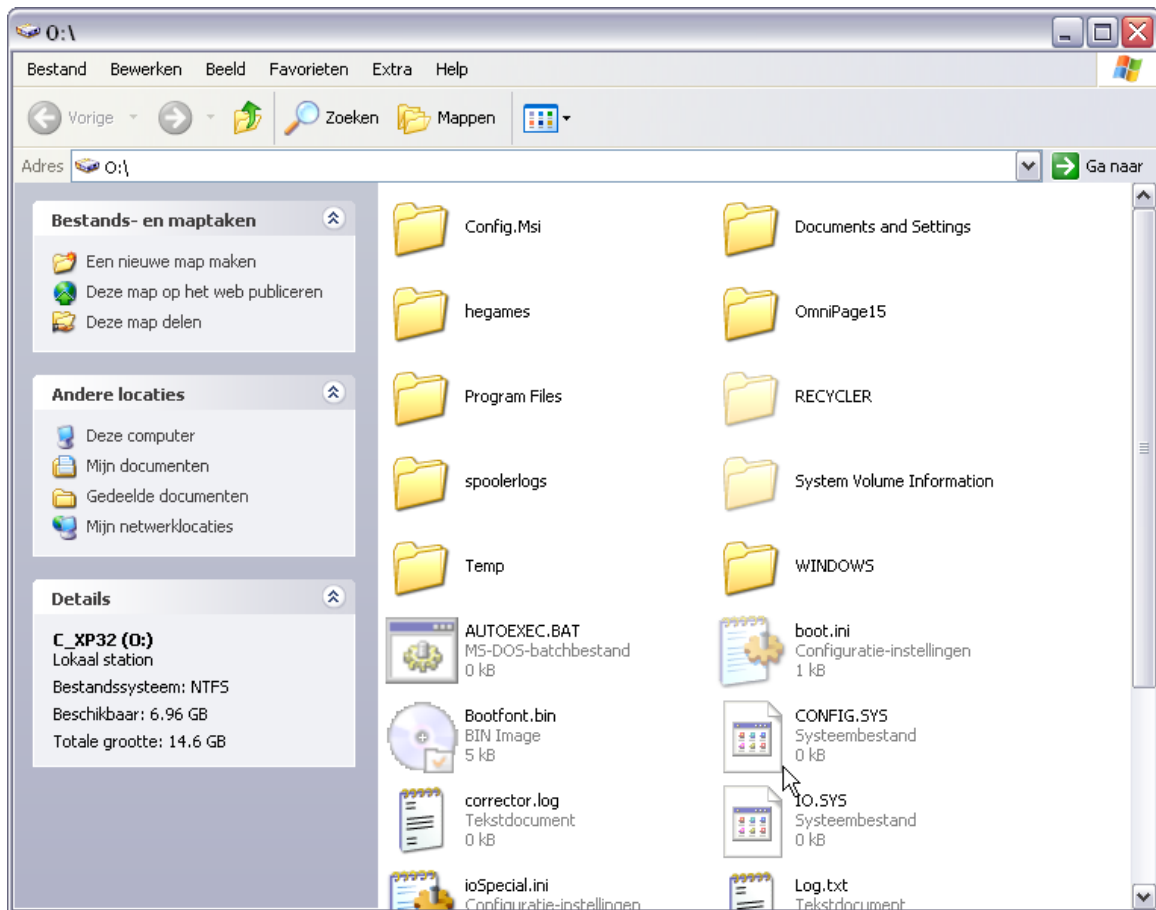 O:\
Bestand Bewerken Beeld Favorieten Extra Help
Vorige Zoeken Mappen
Adres O:\ Ga naar
Bestands- en maptaken
Een nieuwe map maken
Deze map op het web publiceren
Deze map delen
Andere locaties
Deze computer
Mijn documenten
Gedeelde documenten
Mijn netwerklocaties
Details
C_XP32 (O:)
Lokaal station
Bestandssysteem: NTFS
Beschikbaar: 6.96 GB
Totale grootte: 14.6 GB
Config.Msi
Documents and Settings
hegames
OmniPage15
Program Files
RECYCLER
spoolerlogs
System Volume Information
Temp
WINDOWS
AUTOEXEC.BAT
MS-DOS-batchbestand
0 kB
boot.ini
Configuratie-instellingen
1 kB
Bootfont.bin
BIN Image
5 kB
CONFIG.SYS
Systeembestand
0 kB
corrector.log
Tekstdocument
0 kB
IO.SYS
Systeembestand
0 kB
ioSpecial.ini
Configuratie-instellingen
Log.txt
Tekstdocument